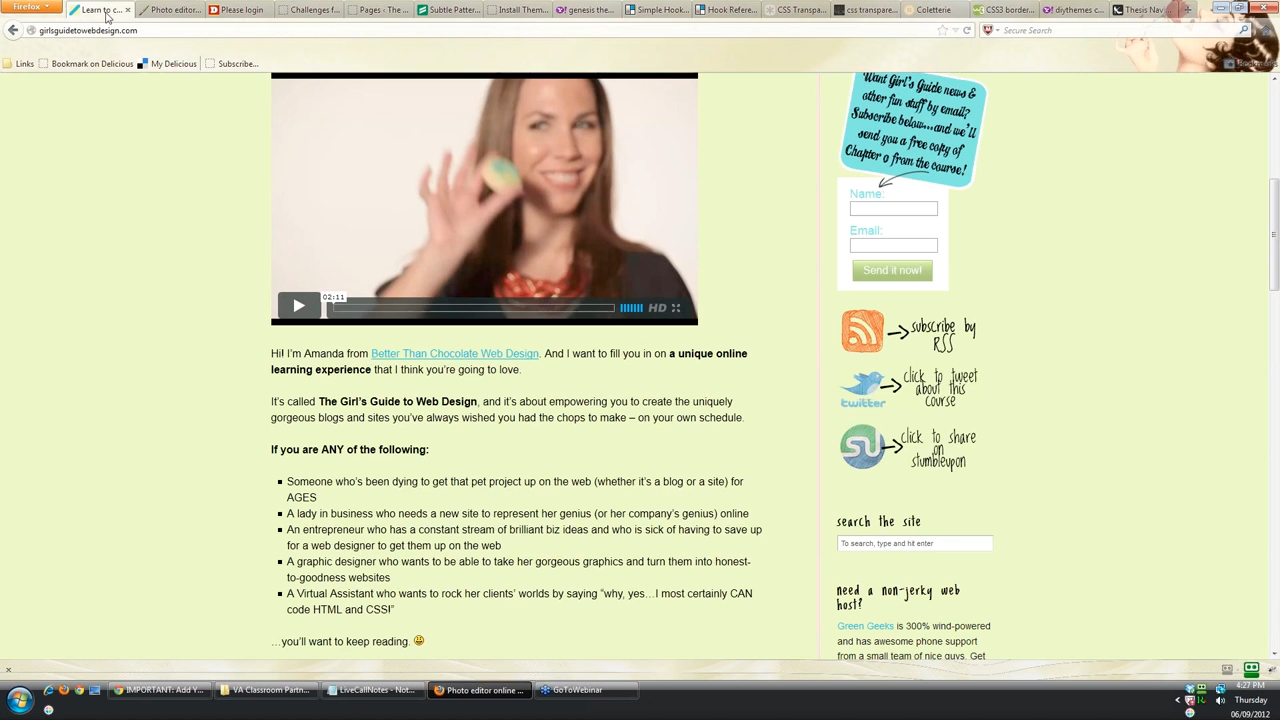 Firefox
Learn to c...
Photo editor...
Please login
Challenges f...
Pages - The ...
Subtle Patter...
Install Them...
genesis the...
Simple Hook...
Hook Refere...
CSS Transpa...
css transpare...
Coletterie
CSS3 border...
diythemes c...
Thesis Navi...
girlsguidetowebdesign.com
Secure Search
Links
Bookmark on Delicious
My Delicious
Subscribe...
Want Girl's Guide news &
other fun stuff by email?
Subscribe below...and we'll
send you a free copy of
Chapter 0 from the course!
Name:
Email:
Send it now!
02:11
HD
Hi! I'm Amanda from Better Than Chocolate Web Design. And I want to fill you in on a unique online
learning experience that I think you're going to love.
It's called The Girl's Guide to Web Design, and it's about empowering you to create the uniquely
gorgeous blogs and sites you've always wished you had the chops to make – on your own schedule.
If you are ANY of the following:
Someone who's been dying to get that pet project up on the web (whether it's a blog or a site) for
AGES
A lady in business who needs a new site to represent her genius (or her company's genius) online
An entrepreneur who has a constant stream of brilliant biz ideas and who is sick of having to save up
for a web designer to get them up on the web
A graphic designer who wants to be able to take her gorgeous graphics and turn them into honest-
to-goodness websites
A Virtual Assistant who wants to rock her clients' worlds by saying "why, yes…I most certainly CAN
code HTML and CSS!"
…you'll want to keep reading.
subscribe by
RSS
twitter
click to tweet
about this
course
click to share
on
stumbleupon
search the site
To search, type and hit enter
need a non-jerky web
host?
Green Geeks is 300% wind-powered
and has awesome phone support
from a small team of nice guys. Get
IMPORTANT: Add Y...
VA Classroom Partn...
LiveCallNotes - Not...
Photo editor online ...
GoToWebinar
4:27 PM
Thursday
06/09/2012